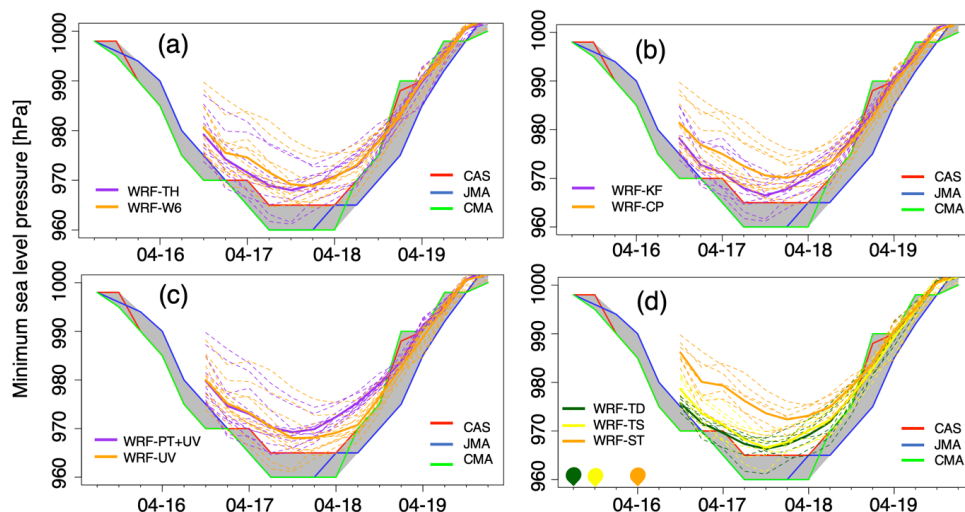 Minimum sea level pressure [hPa]
(a)
1000
990
980
970
960
WRF-TH
WRF-W6
CAS
JMA
CMA
04-16 04-17 04-18 04-19
(b)
1000
990
980
970
960
WRF-KF
WRF-CP
CAS
JMA
CMA
04-16 04-17 04-18 04-19
(c)
1000
990
980
970
960
WRF-PT+UV
WRF-UV
CAS
JMA
CMA
04-16 04-17 04-18 04-19
(d)
1000
990
980
970
960
WRF-TD
WRF-TS
WRF-ST
CAS
JMA
CMA
04-16 04-17 04-18 04-19